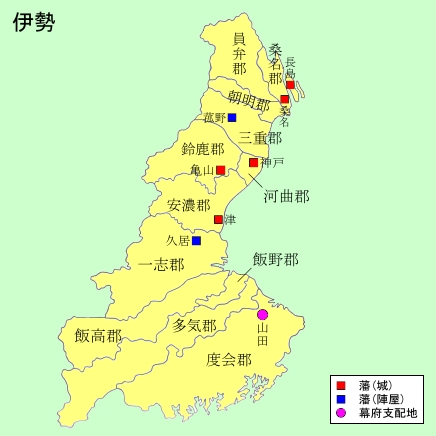 伊勢
員弁郡
桑名郡
長島
朝明郡
桑名
菰野
三重郡
鈴鹿郡
神戸
亀山
河曲郡
安濃郡
津
久居
一志郡
飯野郡
飯高郡
多気郡
山田
度会郡
藩(城)
藩(陣屋)
幕府支配地